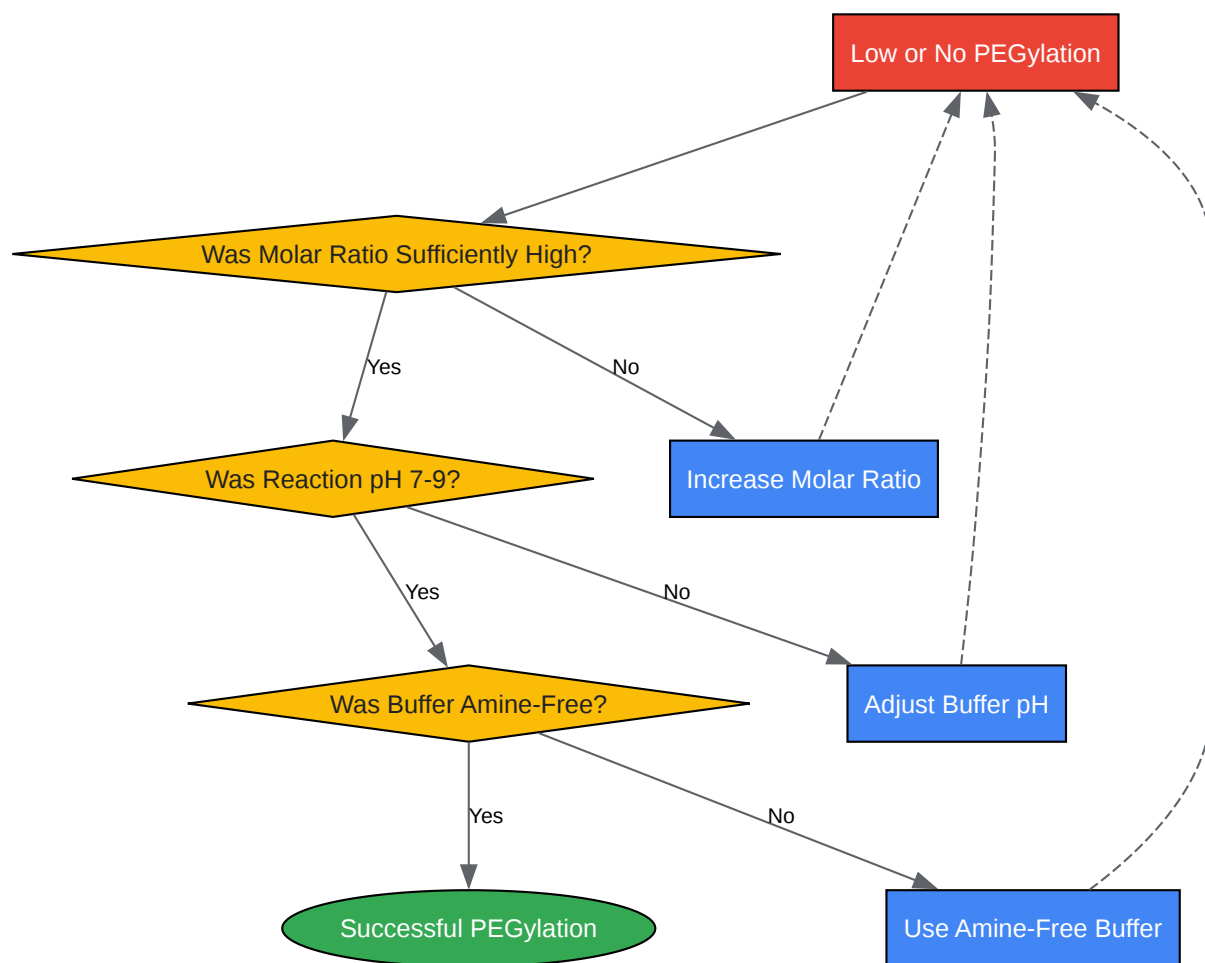 Low or No PEGylation
Was Molar Ratio Sufficiently High?
Yes
No
Was Reaction pH 7-9?
Increase Molar Ratio
Yes
No
Was Buffer Amine-Free?
Adjust Buffer pH
Yes
No
Successful PEGylation
Use Amine-Free Buffer